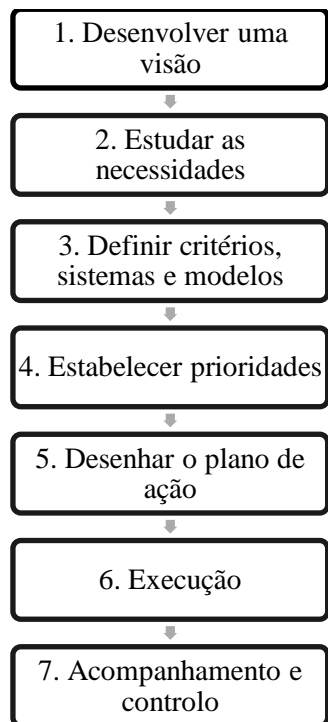 1. Desenvolver uma
visão
2. Estudar as
necessidades
3. Definir critérios,
sistemas e modelos
4. Estabelecer prioridades
5. Desenhar o plano de
ação
6. Execução
7. Acompanhamento e
controlo